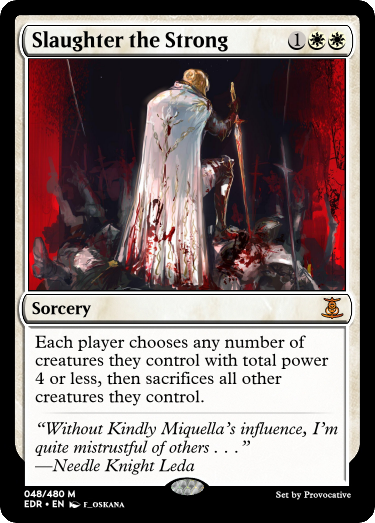 Slaughter the Strong 1
Sorcery
Each player chooses any number of
creatures they control with total power
4 or less, then sacrifices all other
creatures they control.
“Without Kindly Miquella’s influence, I’m
quite mistrustful of others . . .”
—Needle Knight Leda
048/480 M
EDR • EN F_OSKANA
Set by Provocative